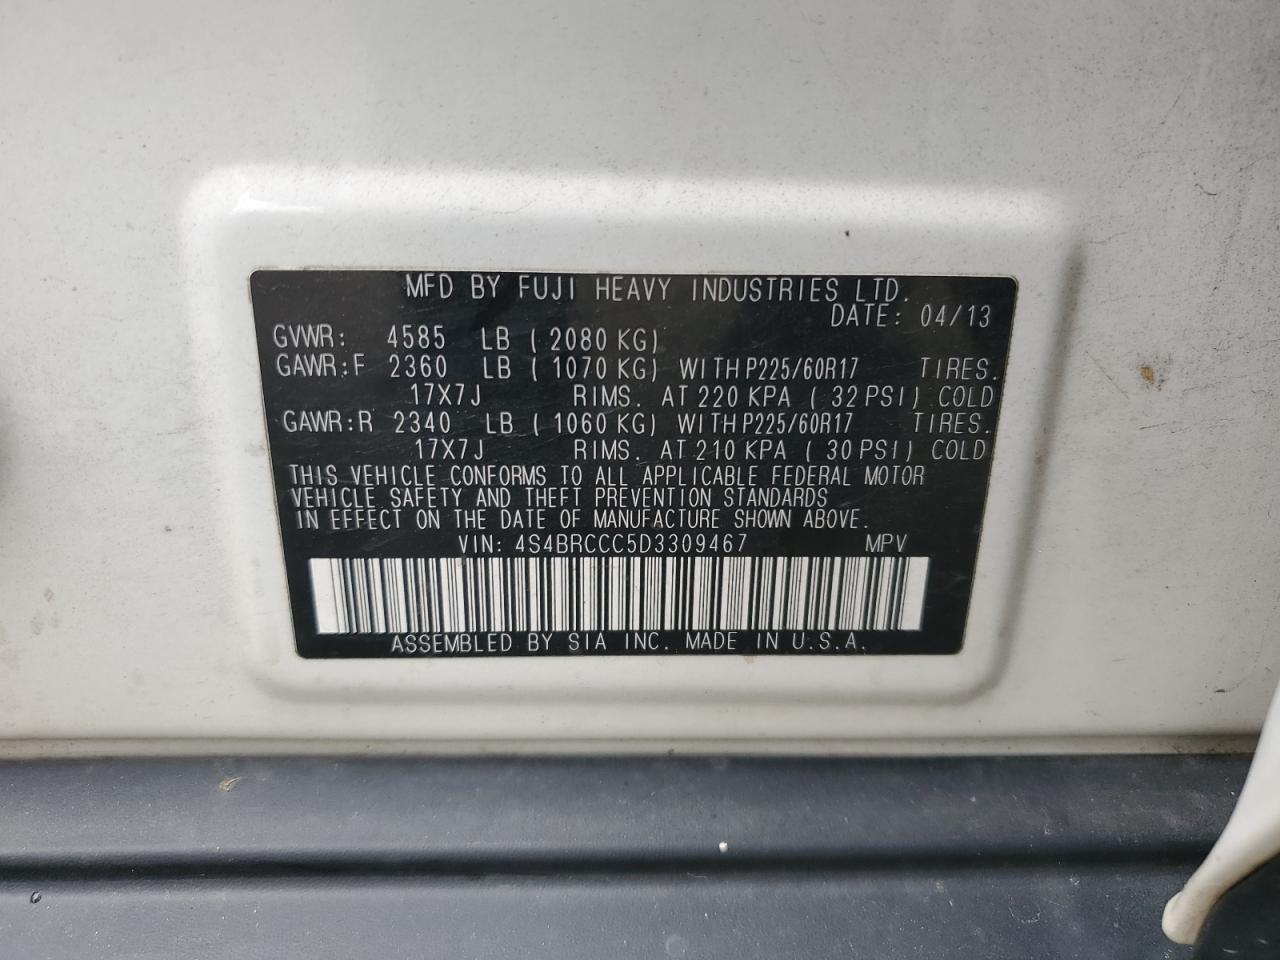 MFD BY FUJI HEAVY INDUSTRIES LTD.
DATE: 04/13
GVWR: 4585 LB ( 2080 KG)
GAWR:F 2360 LB ( 1070 KG) WITH P225/60R17 TIRES.
17X7J RIMS. AT 220 KPA ( 32 PSI) COLD
GAWR:R 2340 LB ( 1060 KG) WITH P225/60R17 TIRES.
17X7J RIMS. AT 210 KPA ( 30 PSI) COLD
THIS VEHICLE CONFORMS TO ALL APPLICABLE FEDERAL MOTOR
VEHICLE SAFETY AND THEFT PREVENTION STANDARDS
IN EFFECT ON THE DATE OF MANUFACTURE SHOWN ABOVE.
VIN: 4S4BRCCC5D3309467 MPV
ASSEMBLED BY SIA INC. MADE IN U.S.A.